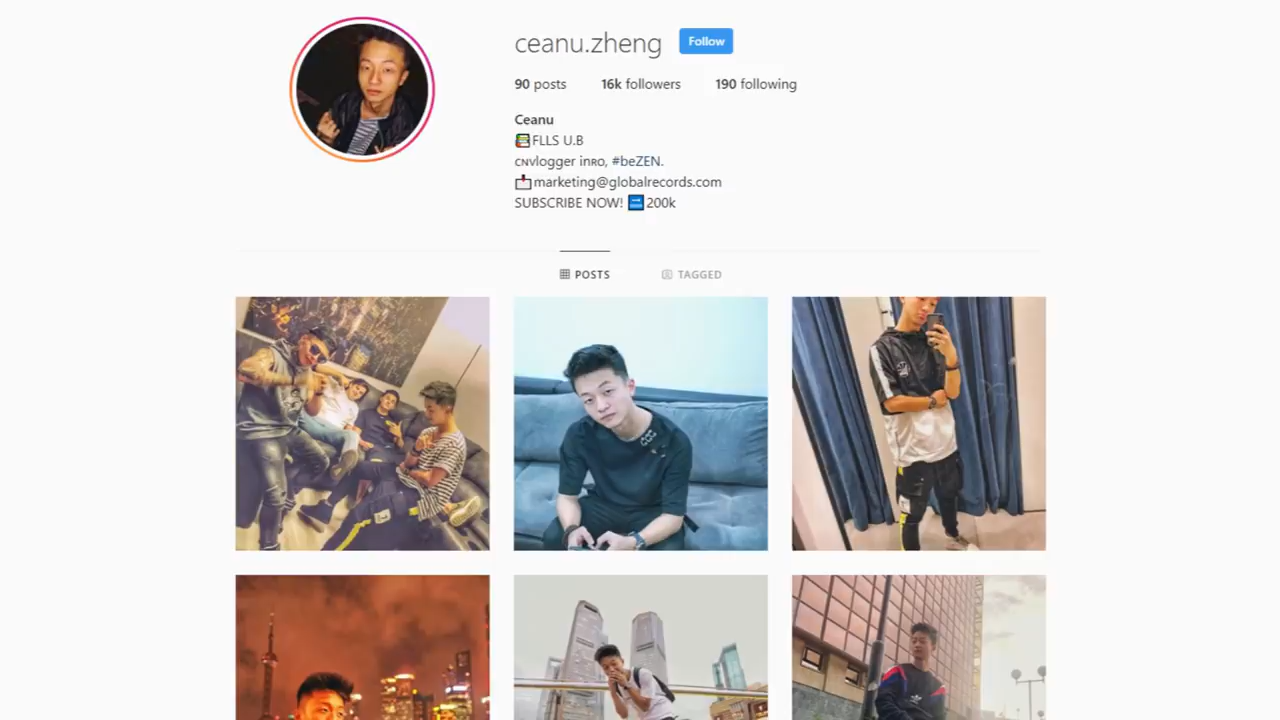 ceanu.zheng Follow
90 posts 16k followers 190 following
Ceanu
📚FLLS U.B
ᴄɴvlogger inʀᴏ, #beZEN.
📩marketing@globalrecords.com
SUBSCRIBE NOW! 200k
POSTS TAGGED